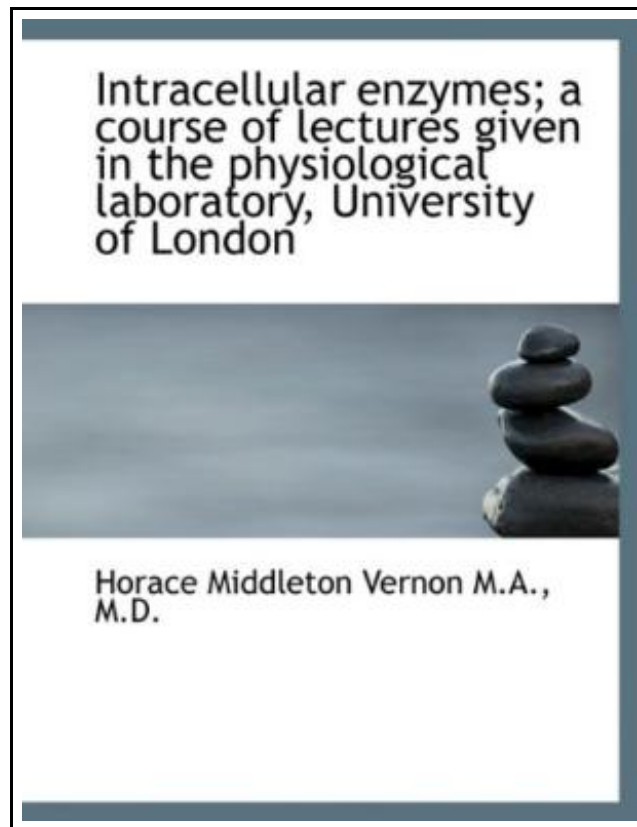 Intracellular enzymes; a
course of lectures given
in the physiological
laboratory, University
of London
Horace Middleton Vernon M.A.,
M.D.